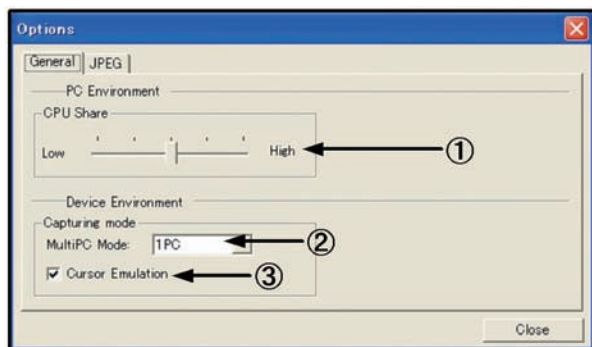 Options
General JPEG
PC Environment
CPU Share
Low High ①
Device Environment
Capturing mode
MultiPC Mode: 1PC ②
Cursor Emulation ③
Close